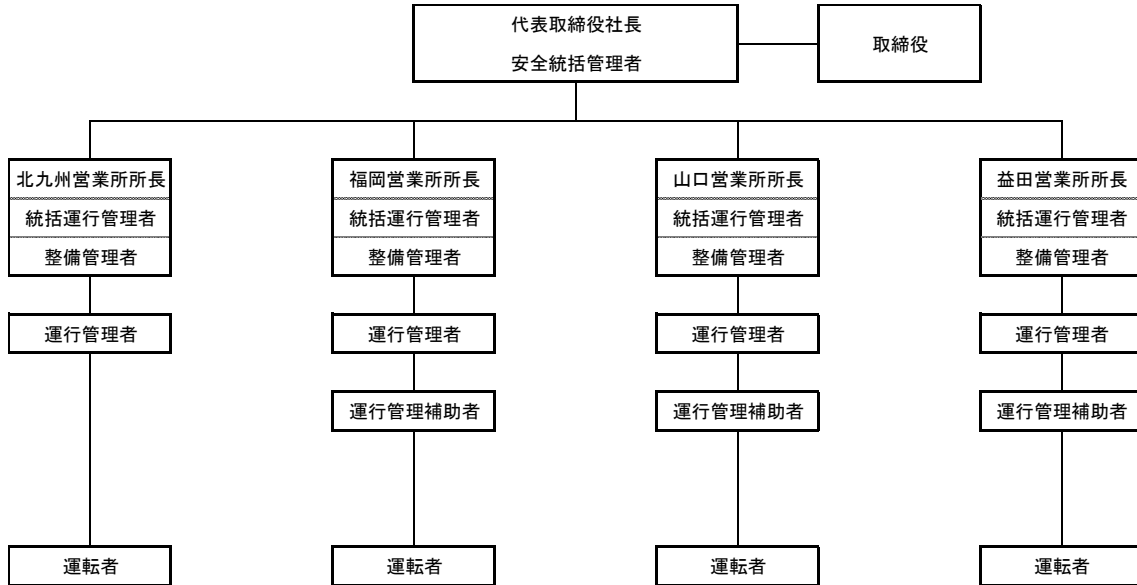 代表取締役社長
安全統括管理者
取締役
北九州営業所所長
統括運行管理者
整備管理者
福岡営業所所長
統括運行管理者
整備管理者
山口営業所所長
統括運行管理者
整備管理者
益田営業所所長
統括運行管理者
整備管理者
運行管理者
運行管理者
運行管理者
運行管理者
運行管理補助者
運行管理補助者
運行管理補助者
運転者
運転者
運転者
運転者